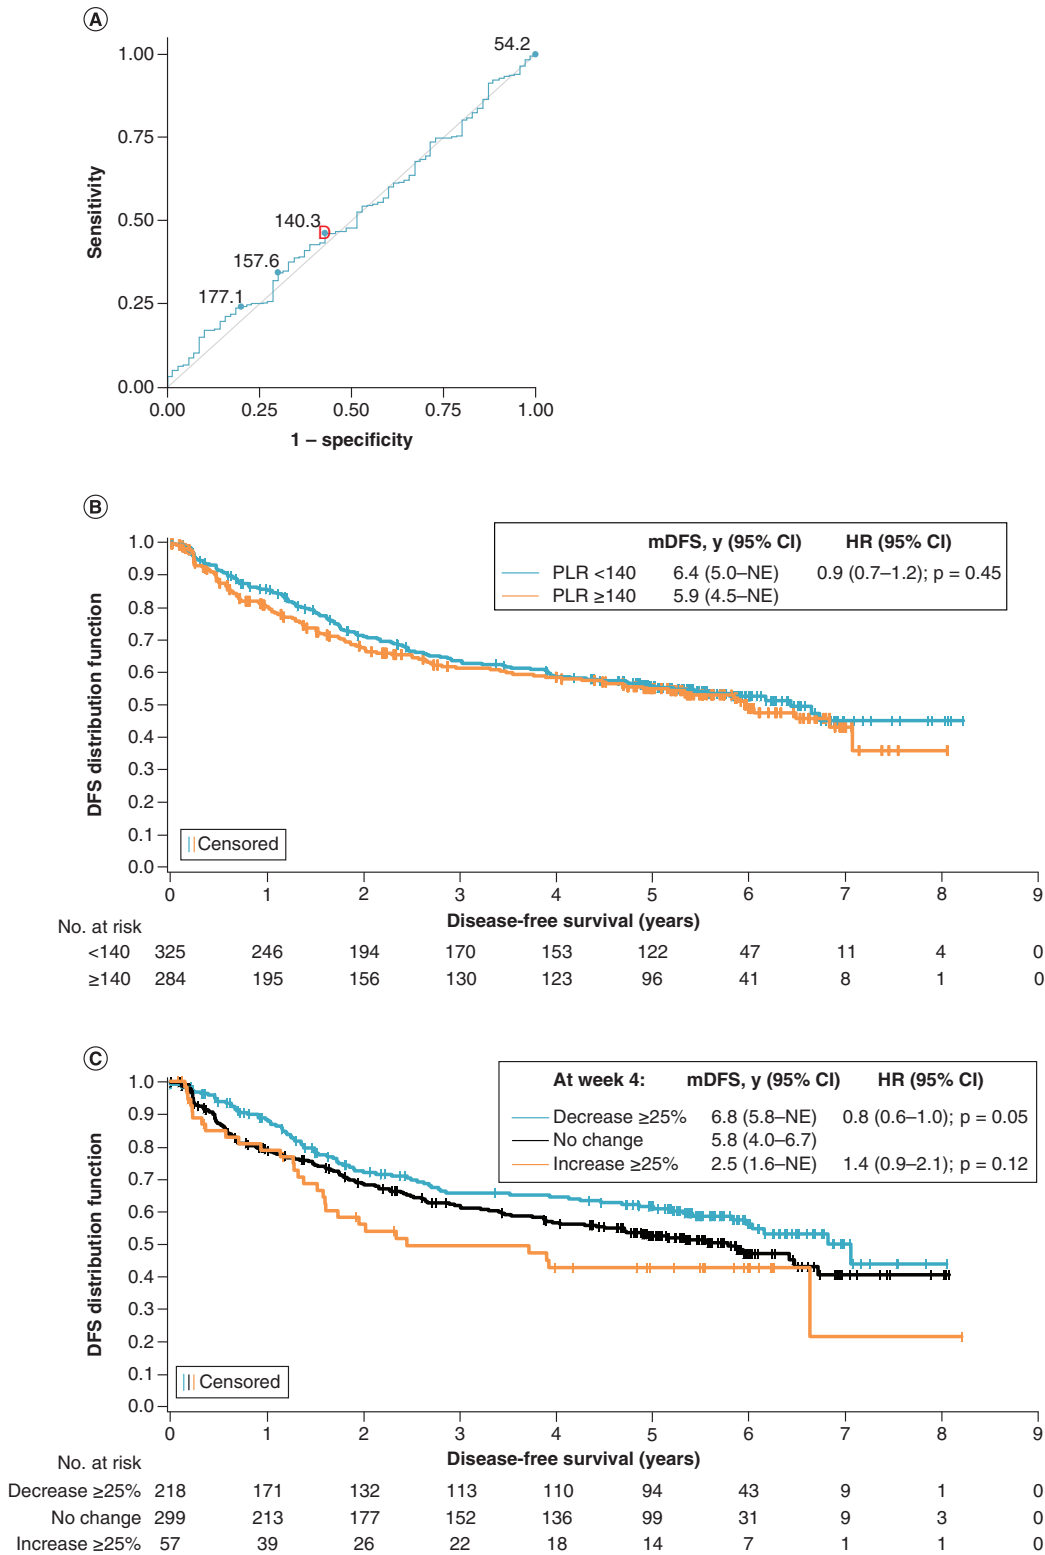 A
1.00
0.75
0.50
0.25
0.00
Sensitivity
54.2
140.3
157.6
177.1
0.00 0.25 0.50 0.75 1.00
1 – specificity
B
DFS distribution function
1.0
0.9
0.8
0.7
0.6
0.5
0.4
0.3
0.2
0.1
0.0
mDFS, y (95% CI) HR (95% CI)
PLR <140 6.4 (5.0–NE) 0.9 (0.7–1.2); p = 0.45
PLR ≥140 5.9 (4.5–NE)
Censored
0 1 2 3 4 5 6 7 8 9
Disease-free survival (years)
No. at risk
<140 325 246 194 170 153 122 47 11 4 0
≥140 284 195 156 130 123 96 41 8 1 0
C
DFS distribution function
1.0
0.9
0.8
0.7
0.6
0.5
0.4
0.3
0.2
0.1
0.0
At week 4: mDFS, y (95% CI) HR (95% CI)
Decrease ≥25% 6.8 (5.8–NE) 0.8 (0.6–1.0); p = 0.05
No change 5.8 (4.0–6.7)
Increase ≥25% 2.5 (1.6–NE) 1.4 (0.9–2.1); p = 0.12
Censored
0 1 2 3 4 5 6 7 8 9
Disease-free survival (years)
No. at risk
Decrease ≥25% 218 171 132 113 110 94 43 9 1 0
No change 299 213 177 152 136 99 31 9 3 0
Increase ≥25% 57 39 26 22 18 14 7 1 1 0